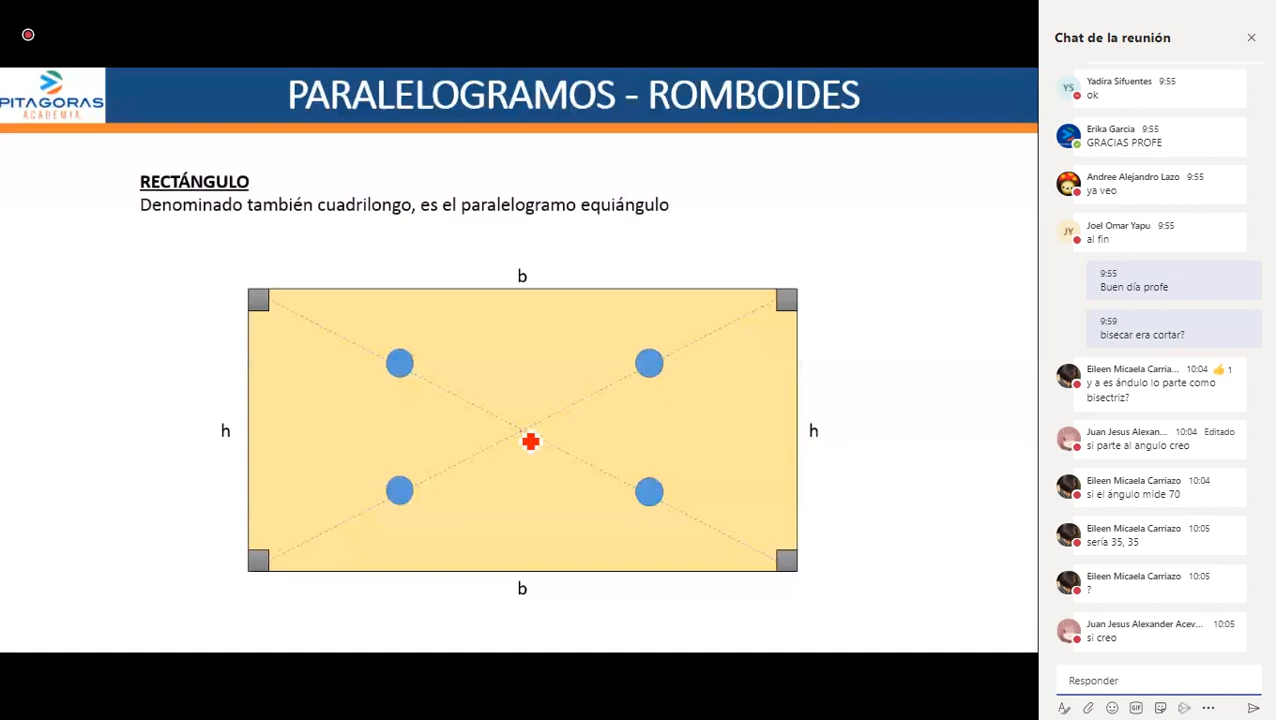 PITAGORAS
ACADEMIA
PARALELOGRAMOS - ROMBOIDES
RECTÁNGULO
Denominado también cuadrilongo, es el paralelogramo equiángulo
b
h
h
b
Chat de la reunión
YS
Yadira Sifuentes 9:55
ok
Erika García 9:55
GRACIAS PROFE
Andree Alejandro Lazo 9:55
ya veo
JY
Joel Omar Yapu 9:55
al fin
9:55
Buen día profe
9:59
bisecar era cortar?
Eileen Micaela Carria... 10:04 👍 1
y a es ándulo lo parte como
bisectriz?
Juan Jesus Alexan... 10:04 Editado
si parte al angulo creo
Eileen Micaela Carriazo 10:04
si el ángulo mide 70
Eileen Micaela Carriazo 10:05
sería 35, 35
Eileen Micaela Carriazo 10:05
?
Juan Jesus Alexander Acev... 10:05
si creo
Responder
GIF